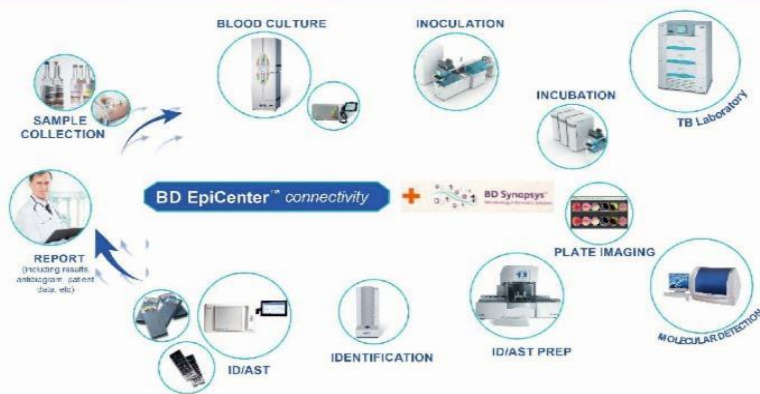 BLOOD CULTURE
INOCULATION
SAMPLE
COLLECTION
INCUBATION
TB Laboratory
BD EpiCenter™ connectivity
+
BD Synapsys™
PLATE IMAGING
REPORT
(including results,
antibiogram, patient
data, etc)
ID/AST
IDENTIFICATION
ID/AST PREP
MOLECULAR DETECTION